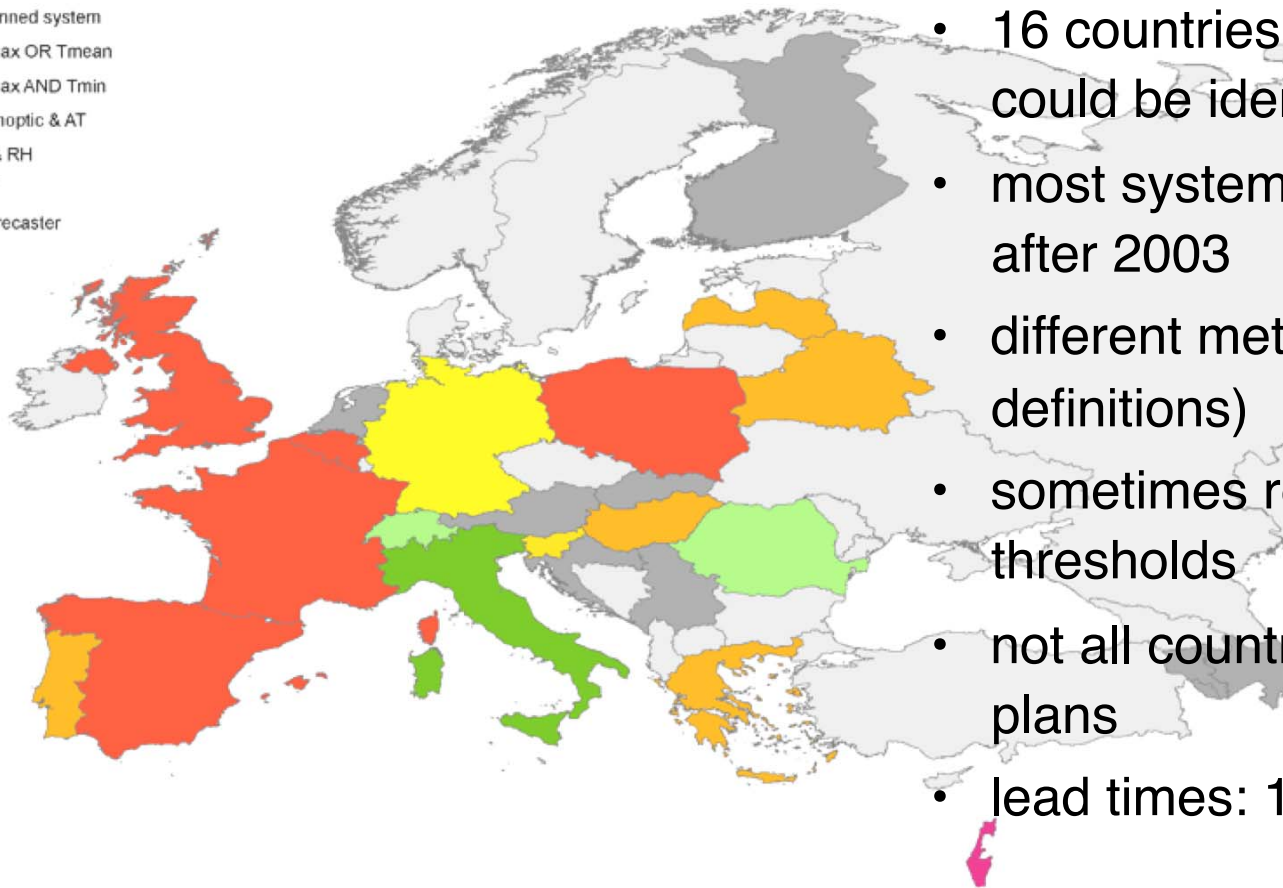 nned system
ax OR Tmean
ax AND Tmin
noptic & AT
RH
recaster
• 16 countries
could be iden
• most system
after 2003
• different met
definitions)
• sometimes r
thresholds
• not all countr
plans
• lead times: 1